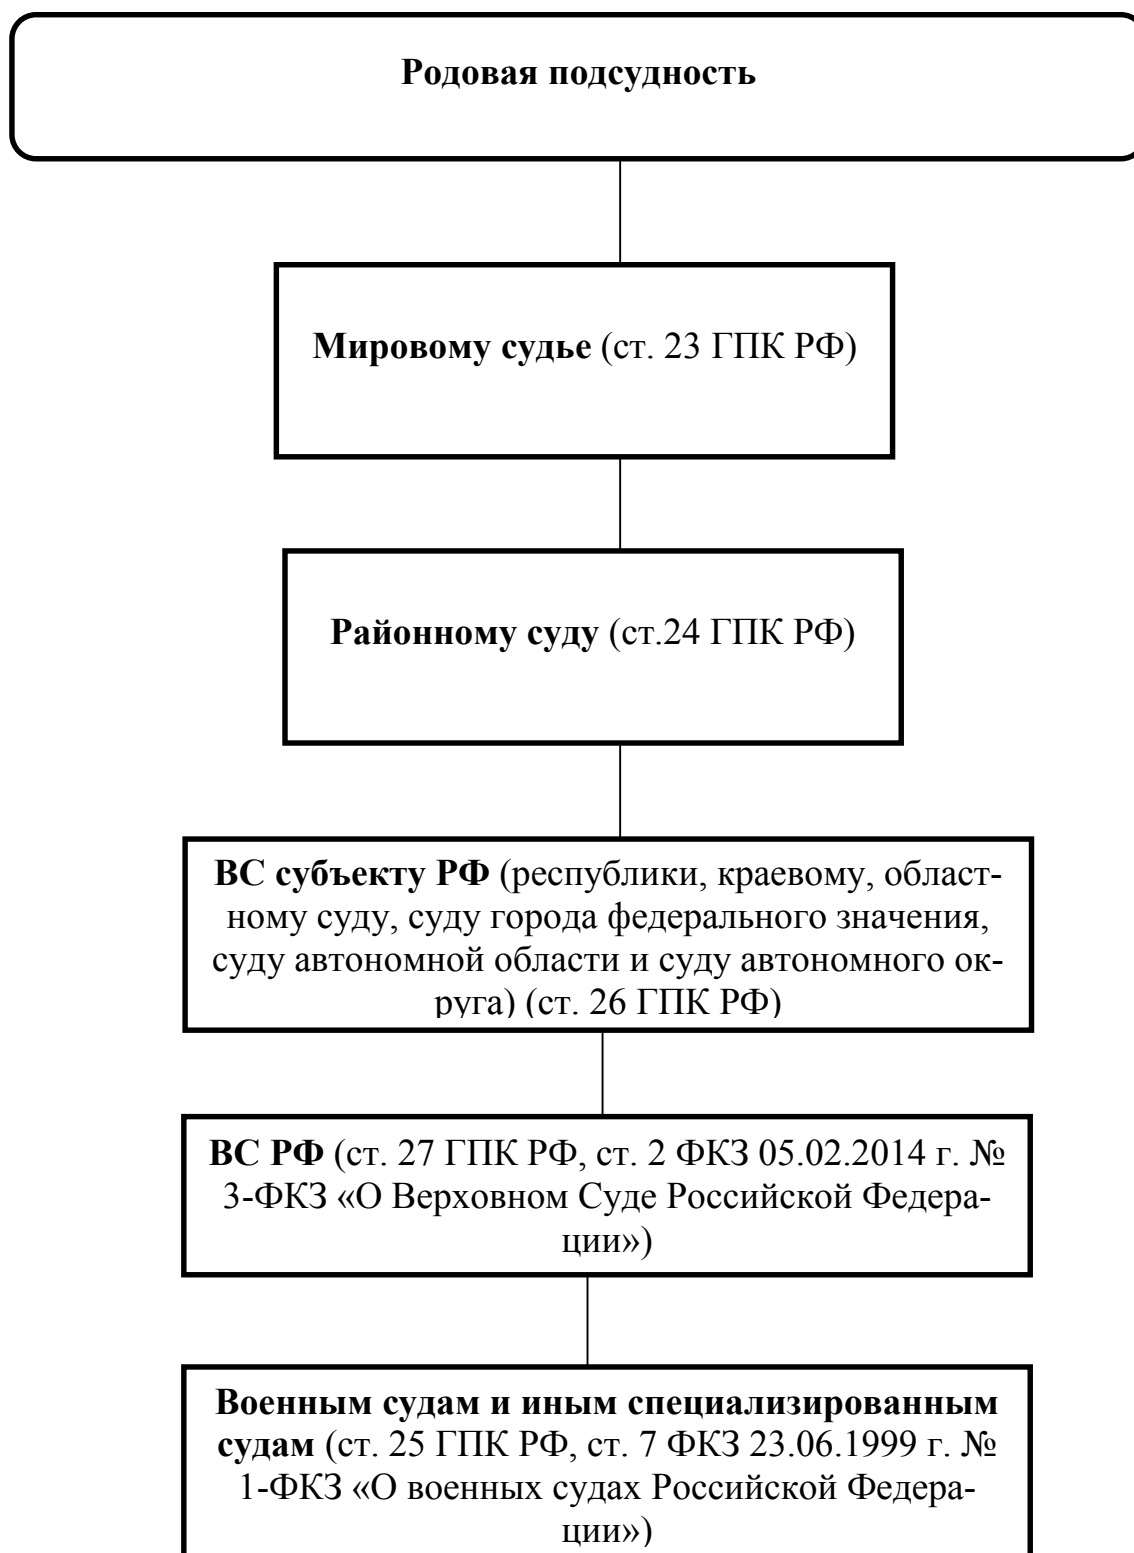 Родовая подсудность
Мировому судье (ст. 23 ГПК РФ)
Районному суду (ст.24 ГПК РФ)
ВС субъекту РФ (республики, краевому, област-
ному суду, суду города федерального значения,
суду автономной области и суду автономного ок-
руга) (ст. 26 ГПК РФ)
ВС РФ (ст. 27 ГПК РФ, ст. 2 ФКЗ 05.02.2014 г. №
3-ФКЗ «О Верховном Суде Российской Федера-
ции»)
Военным судам и иным специализированным
судам (ст. 25 ГПК РФ, ст. 7 ФКЗ 23.06.1999 г. №
1-ФКЗ «О военных судах Российской Федера-
ции»)